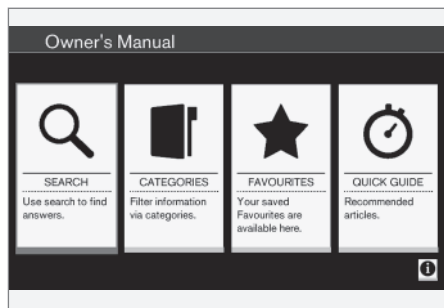 Owner's Manual
SEARCH
Use search to find
answers.
CATEGORIES
Filter information
via categories.
FAVOURITES
Your saved
Favourites are
available here.
QUICK GUIDE
Recommended
articles.
i